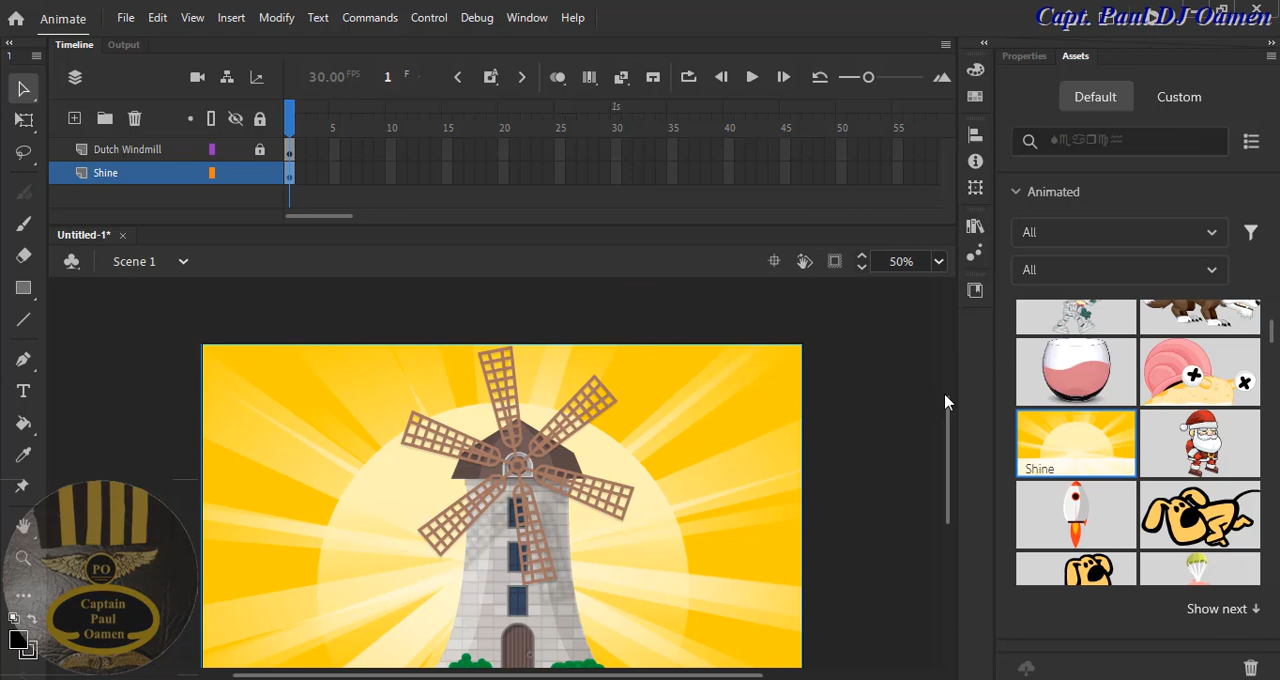 Animate File Edit View Insert Modify Text Commands Control Debug Window Help
Capt. Paul DJ Oamen
Timeline Output
30.00 FPS 1 F
1s
5 10 15 20 25 30 35 40 45 50 55
Dutch Windmill
Shine
Untitled-1*
Scene 1
50%
1
Properties Assets
Default Custom
Animated
All
All
Shine
Show next
PO
Captain
Paul
Oamen